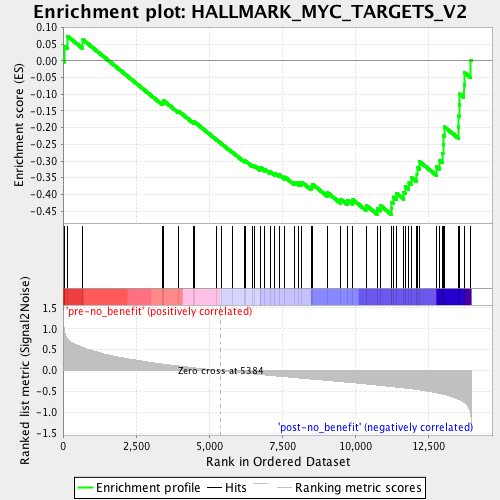 Enrichment plot: HALLMARK_MYC_TARGETS_V2
Enrichment score (ES)
0.10
0.05
0.00
-0.05
-0.10
-0.15
-0.20
-0.25
-0.30
-0.35
-0.40
-0.45
'pre-no_benefit' (positively correlated)
Ranked list metric (Signal2Noise)
1.5
1.0
0.5
0.0
-0.5
-1.0
-1.5
Zero cross at 5384
'post-no_benefit' (negatively correlated)
0 2,500 5,000 7,500 10,000 12,500
Rank in Ordered Dataset
Enrichment profile Hits Ranking metric scores